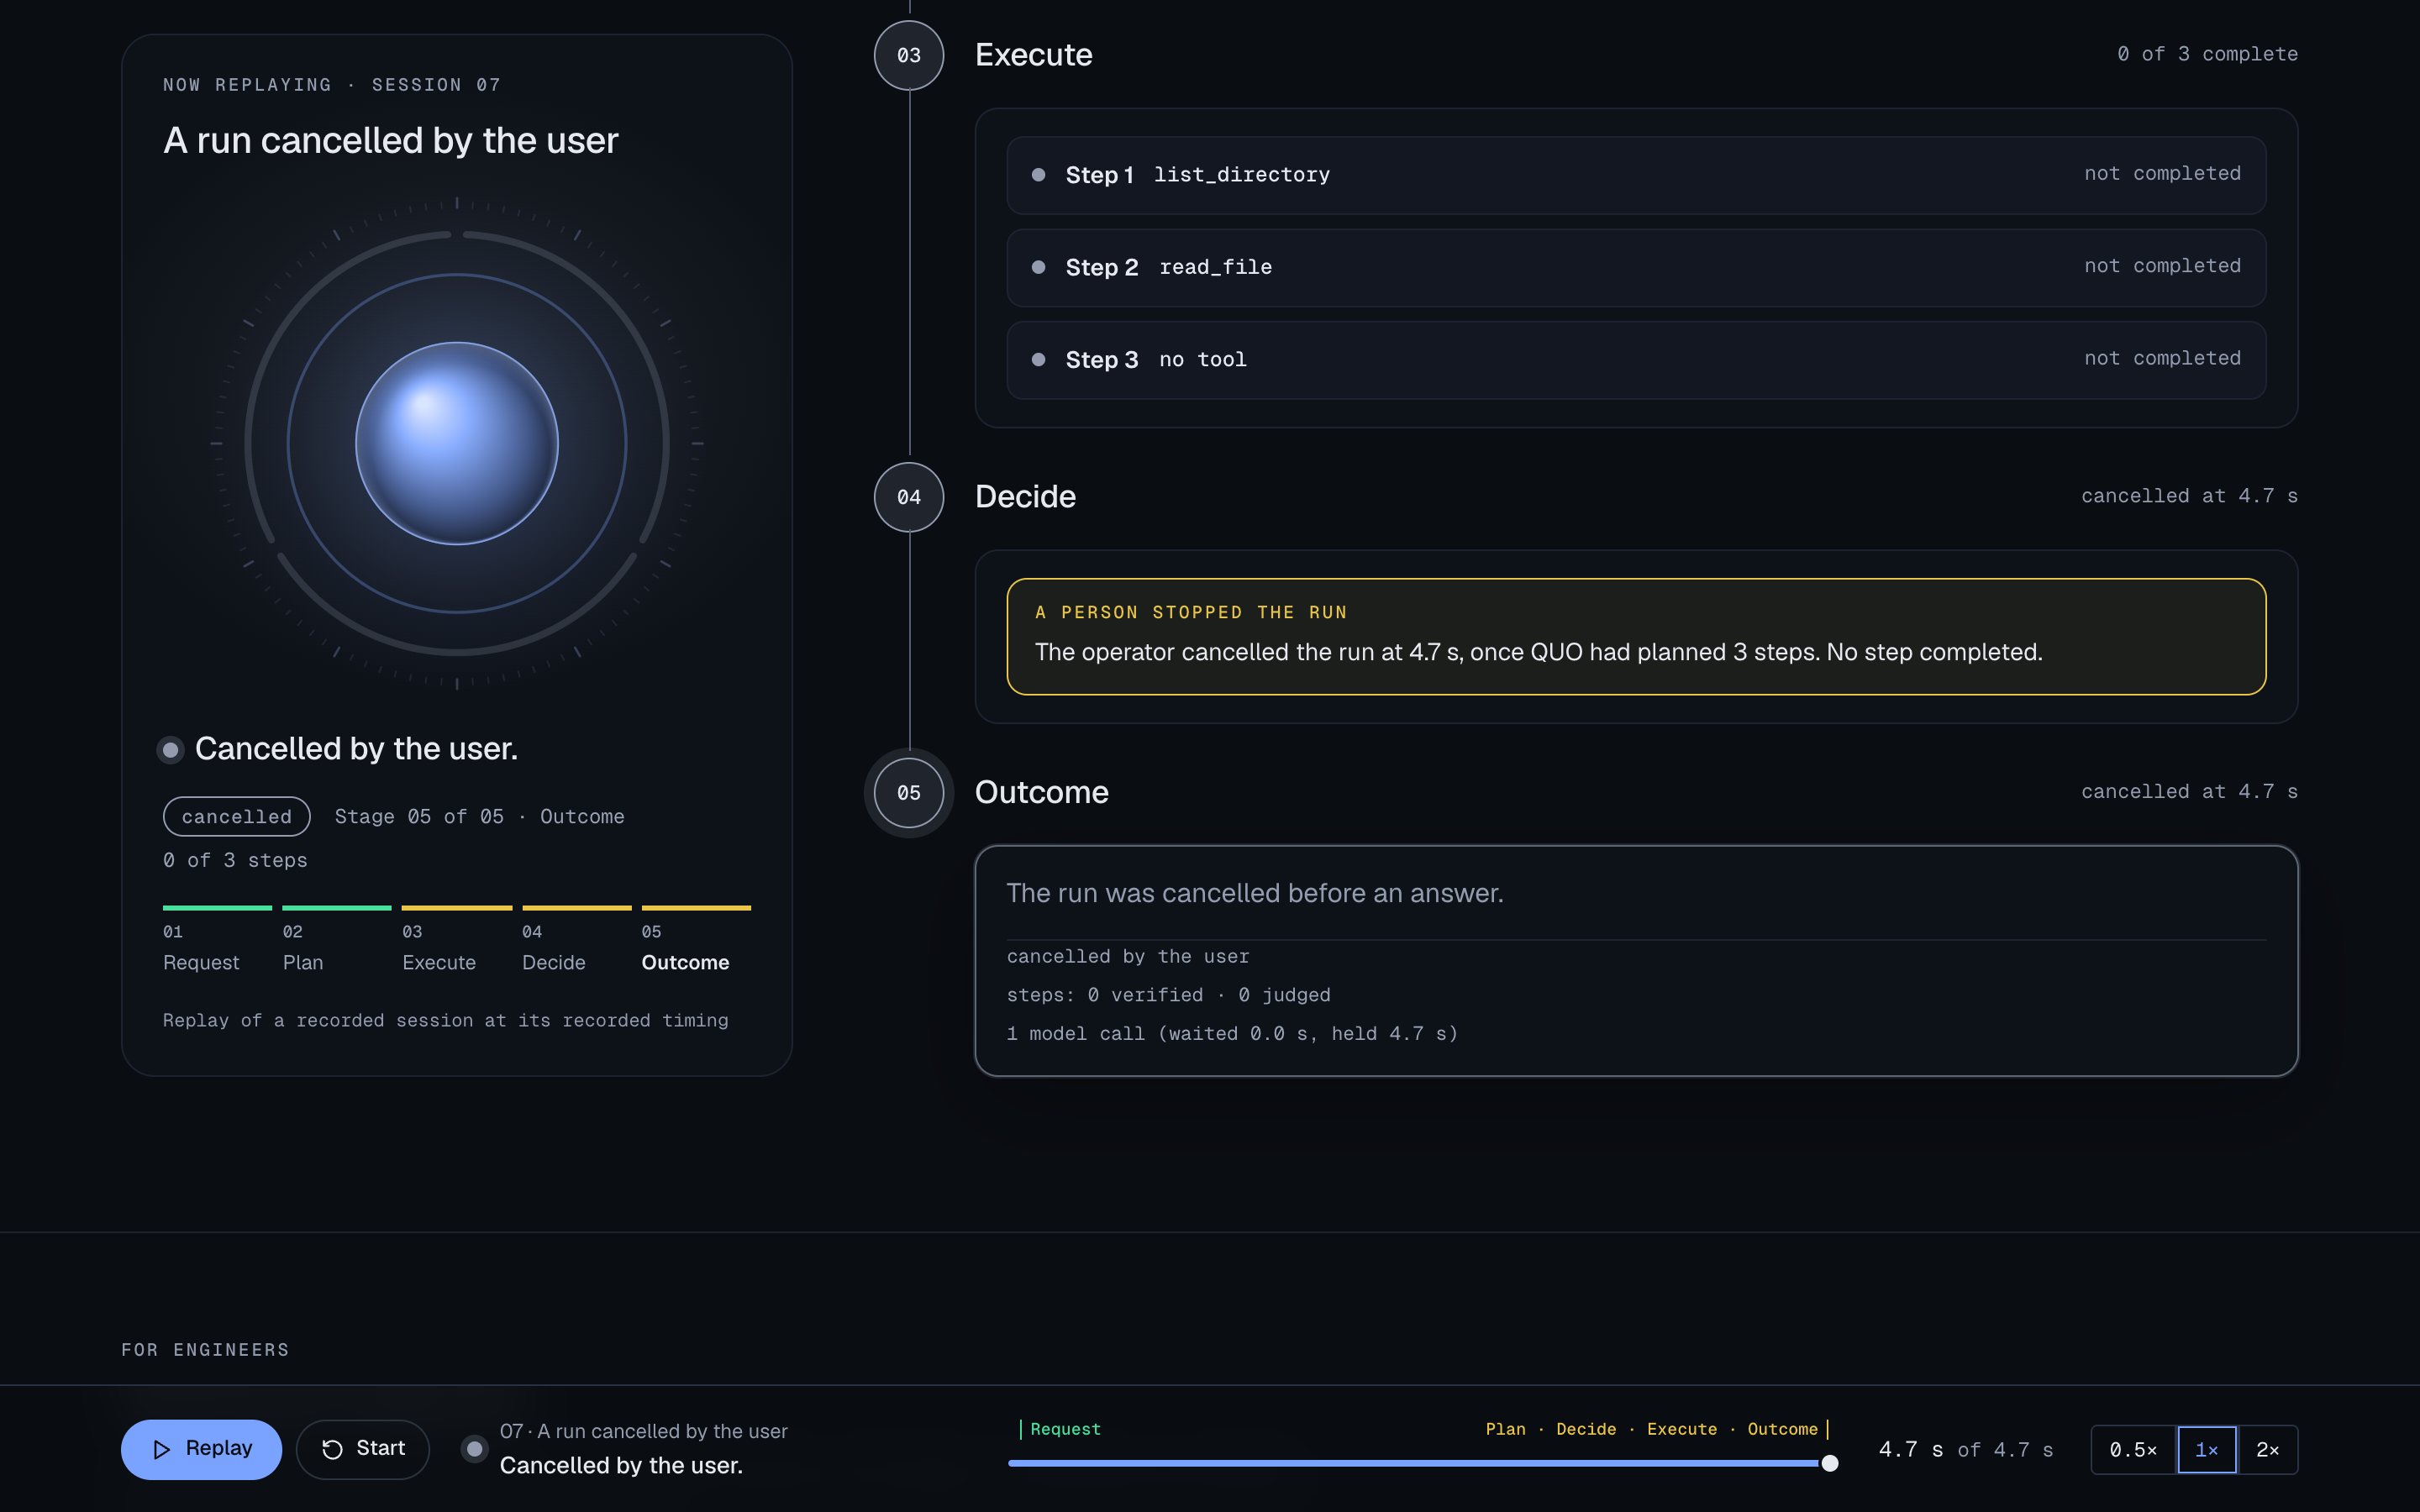 NOW REPLAYING · SESSION 07
A run cancelled by the user
Cancelled by the user.
cancelled
Stage 05 of 05 · Outcome
0 of 3 steps
01
Request
02
Plan
03
Execute
04
Decide
05
Outcome
Replay of a recorded session at its recorded timing
03
Execute
0 of 3 complete
Step 1 list_directory
not completed
Step 2 read_file
not completed
Step 3 no tool
not completed
04
Decide
cancelled at 4.7 s
A PERSON STOPPED THE RUN
The operator cancelled the run at 4.7 s, once QUO had planned 3 steps. No step completed.
05
Outcome
cancelled at 4.7 s
The run was cancelled before an answer.
cancelled by the user
steps: 0 verified · 0 judged
1 model call (waited 0.0 s, held 4.7 s)
FOR ENGINEERS
Replay
Start
07 · A run cancelled by the user
Cancelled by the user.
Request
Plan · Decide · Execute · Outcome
4.7 s of 4.7 s
0.5×
1×
2×